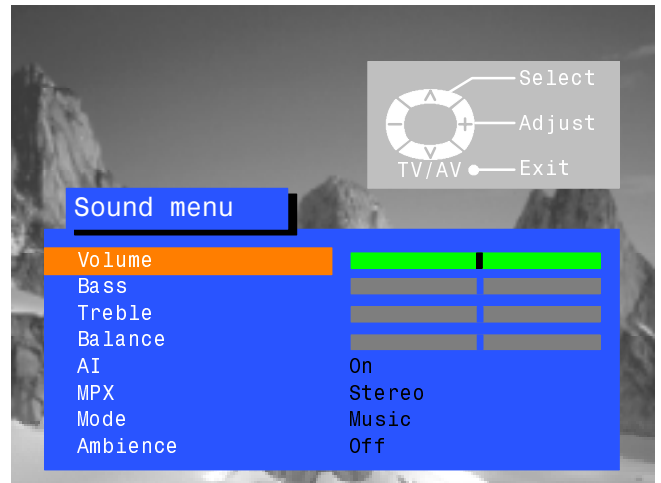 Select
Adjust
TV/AV Exit
Sound menu
Volume
Bass
Treble
Balance
AI On
MPX Stereo
Mode Music
Ambience Off